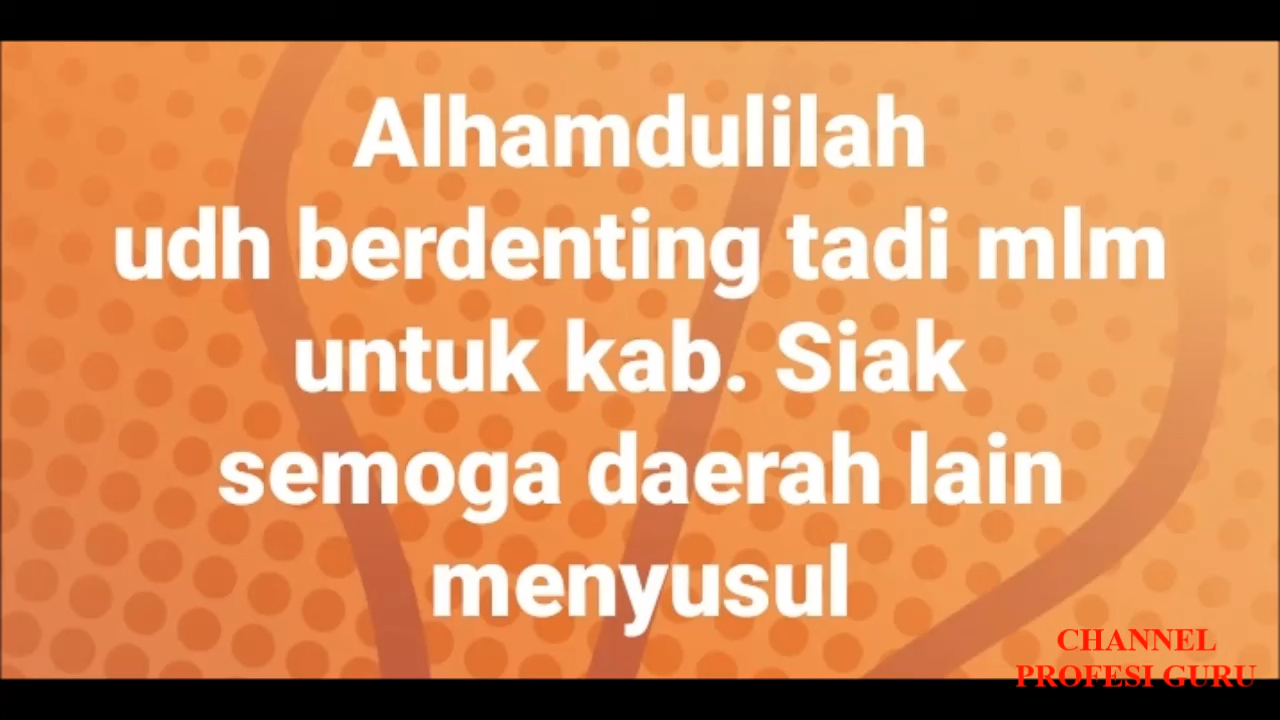 Alhamdulilah
udh berdenting tadi mlm
untuk kab. Siak
semoga daerah lain
menyusul
CHANNEL
PROFESI GURU